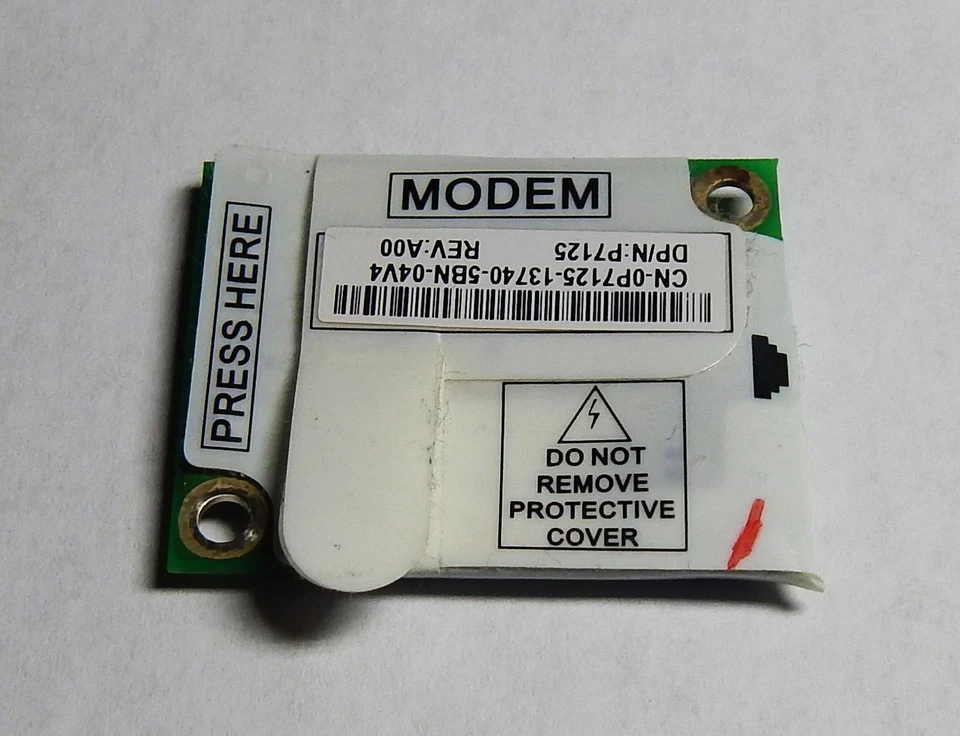 MODEM
PRESS HERE
CN-0P7125-13740-5BN-04V4
DP/N:P7125 REV:A00
DO NOT
REMOVE
PROTECTIVE
COVER